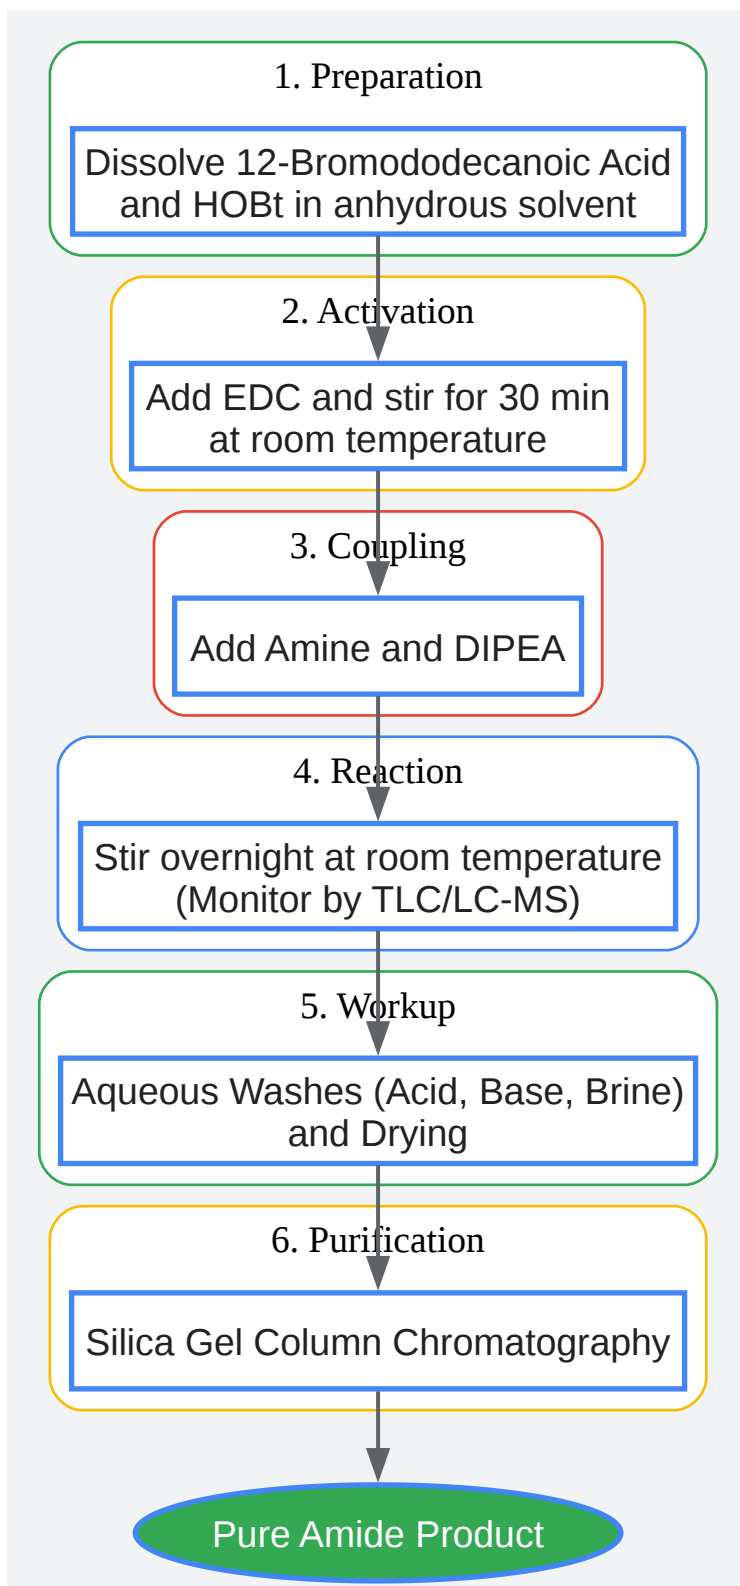 1. Preparation
Dissolve 12-Bromododecanoic Acid
and HOBt in anhydrous solvent
2. Activation
Add EDC and stir for 30 min
at room temperature
3. Coupling
Add Amine and DIPEA
4. Reaction
Stir overnight at room temperature
(Monitor by TLC/LC-MS)
5. Workup
Aqueous Washes (Acid, Base, Brine)
and Drying
6. Purification
Silica Gel Column Chromatography
Pure Amide Product